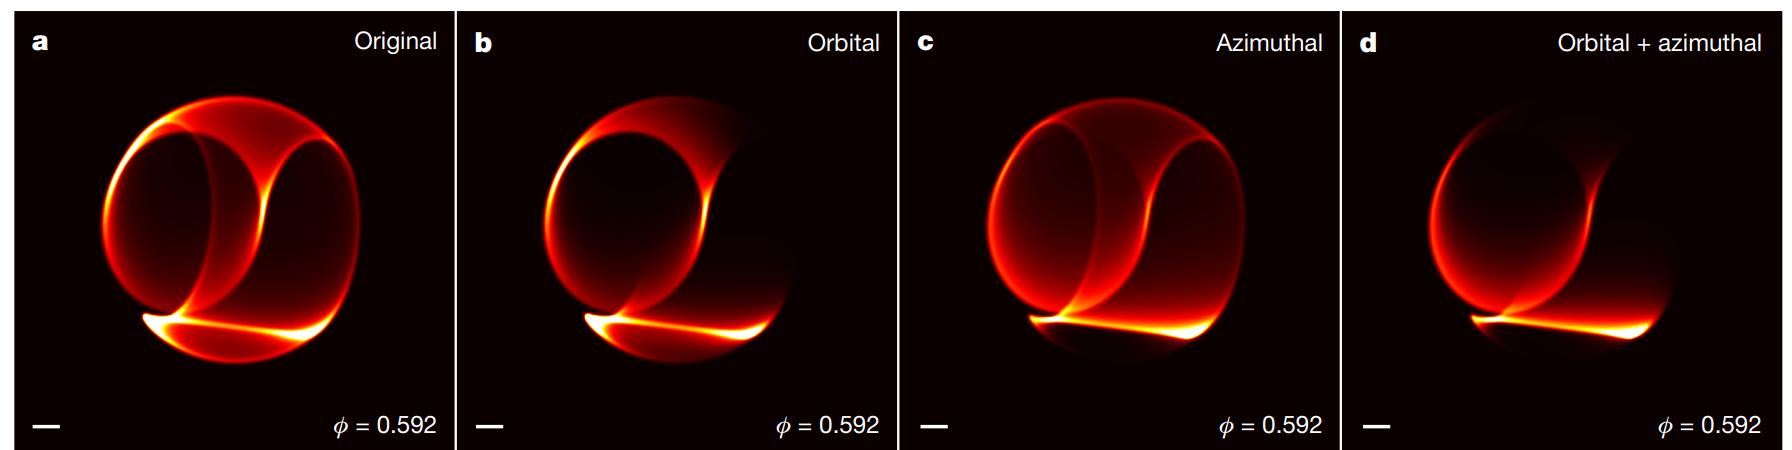 a Original
ϕ = 0.592
b Orbital
ϕ = 0.592
c Azimuthal
ϕ = 0.592
d Orbital + azimuthal
ϕ = 0.592